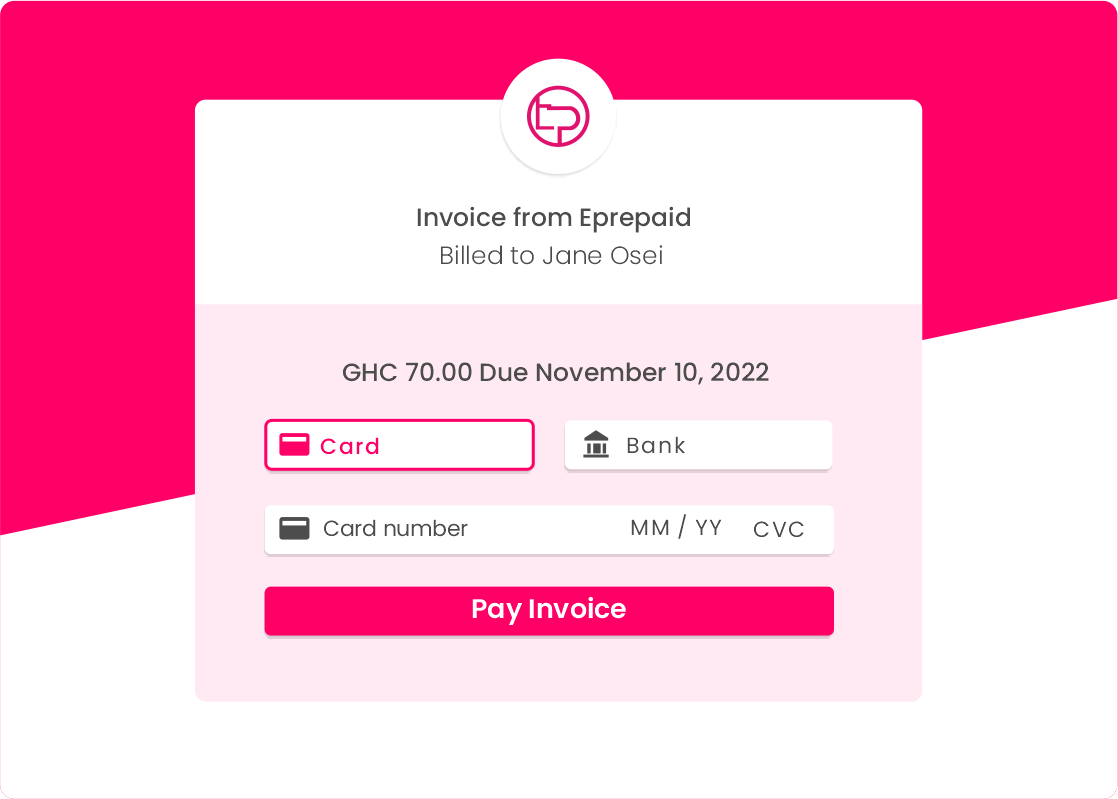 Invoice from Eprepaid
Billed to Jane Osei
GHC 70.00 Due November 10, 2022
Card
Bank
Card number MM / YY CVC
Pay Invoice